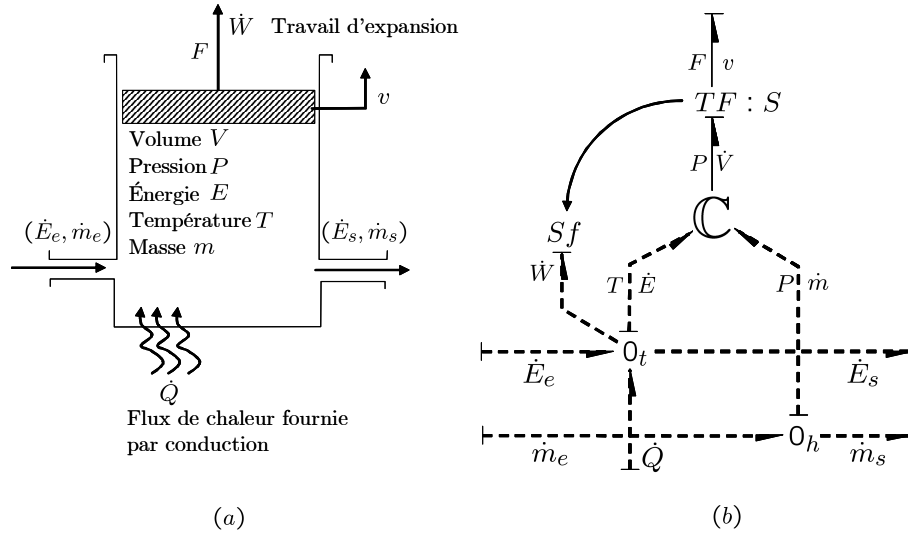 Ẇ
Travail d'expansion
F
v
Volume V
Pression P
Énergie E
Température T
Masse m
(Ė_e, ṁ_e)
(Ė_s, ṁ_s)
Q̇
Flux de chaleur fournie
par conduction
(a)
F v
TF : S
P V̇
ℂ
Sf
Ẇ
T Ė
P ṁ
0_t
Ė_e
Ė_s
0_h
ṁ_e
Q̇
ṁ_s
(b)